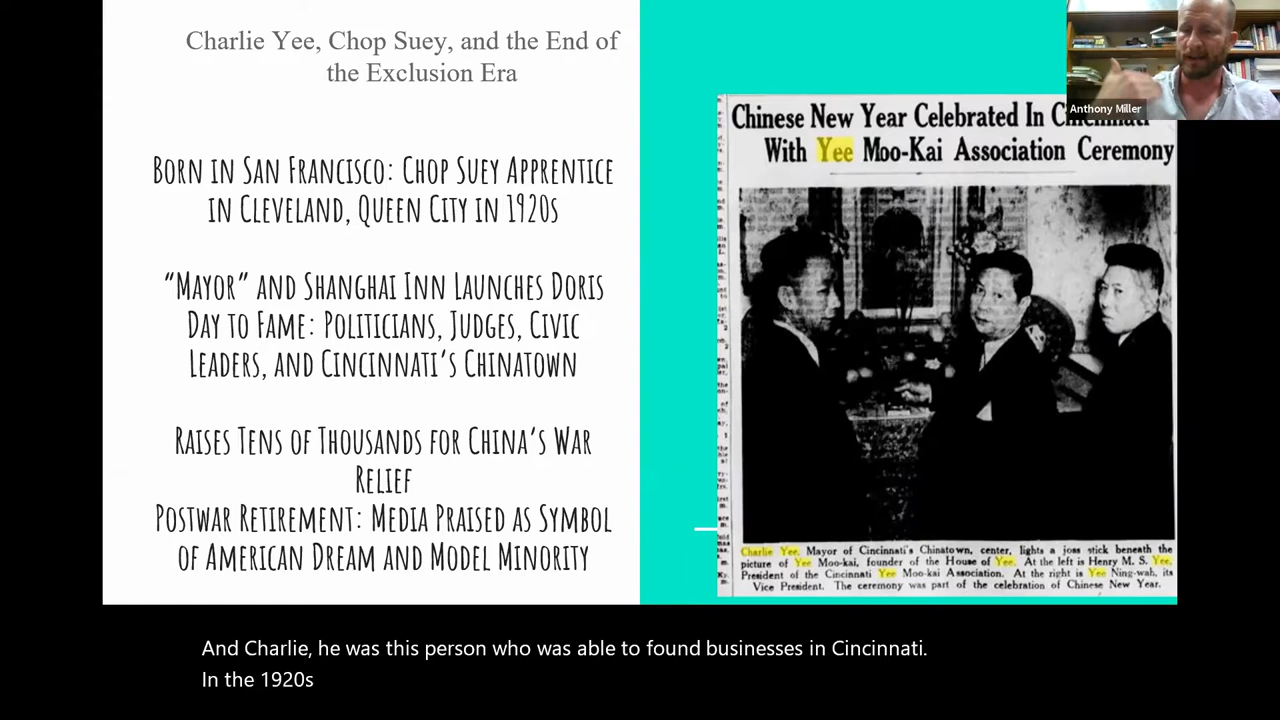 Charlie Yee, Chop Suey, and the End of
the Exclusion Era
BORN IN SAN FRANCISCO: CHOP SUEY APPRENTICE
IN CLEVELAND, QUEEN CITY IN 1920S
“MAYOR” AND SHANGHAI INN LAUNCHES DORIS
DAY TO FAME: POLITICIANS, JUDGES, CIVIC
LEADERS, AND CINCINNATI’S CHINATOWN
RAISES TENS OF THOUSANDS FOR CHINA’S WAR
RELIEF
POSTWAR RETIREMENT: MEDIA PRAISED AS SYMBOL
OF AMERICAN DREAM AND MODEL MINORITY
Anthony Miller
Chinese New Year Celebrated In Cincinnati
With Yee Moo-Kai Association Ceremony
Charlie Yee, Mayor of Cincinnati's Chinatown, center, lights a joss stick beneath the
picture of Yee Moo-kai, founder of the House of Yee. At the left is Henry M. S. Yee,
President of the Cincinnati Yee Moo-kai Association. At the right is Yee Ning-wah, its
Vice President. The ceremony was part of the celebration of Chinese New Year.
And Charlie, he was this person who was able to found businesses in Cincinnati.
In the 1920s